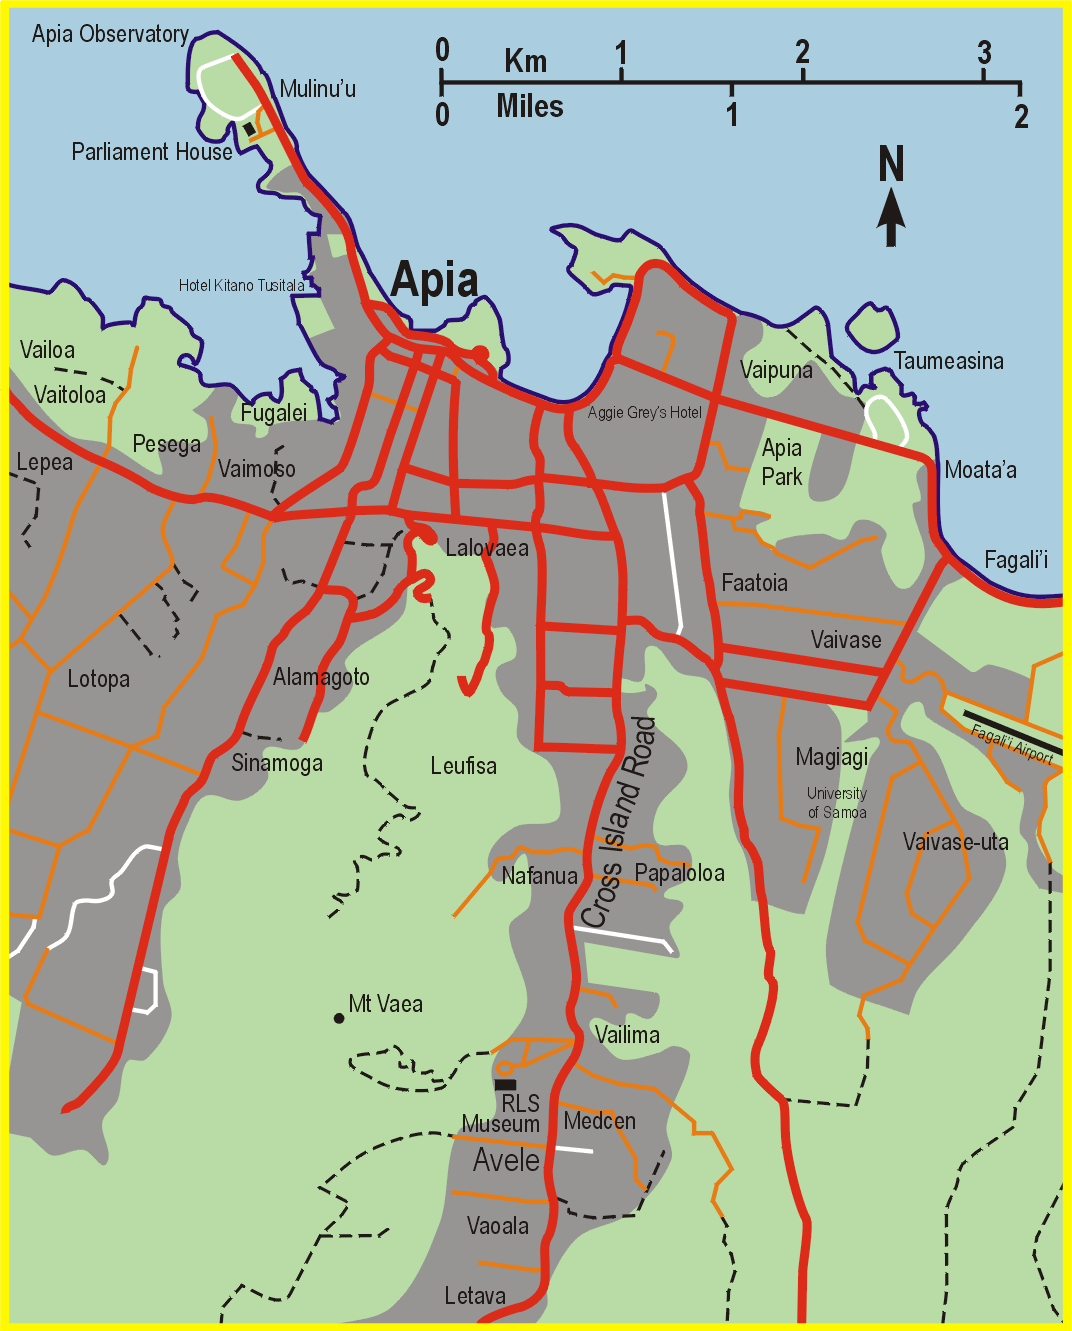 Apia Observatory
0
1
2
3
Km
Miles
0
1
2
Mulinu'u
Parliament House
N
Hotel Kitano Tusitala
Apia
Vailoa
Vaitoloa
Fugalei
Pesega
Lepea
Vaimoso
Aggie Grey's Hotel
Vaipuna
Taumeasina
Apia
Park
Moata'a
Lalovaea
Faatoia
Fagali'i
Vaivase
Lotopa
Alamagoto
Sinamoga
Leufisa
Cross Island Road
Magiagi
Fagali'i Airport
University
of Samoa
Vaivase-uta
Nafanua
Papaloloa
Mt Vaea
Vailima
RLS
Museum
Medcen
Avele
Vaoala
Letava